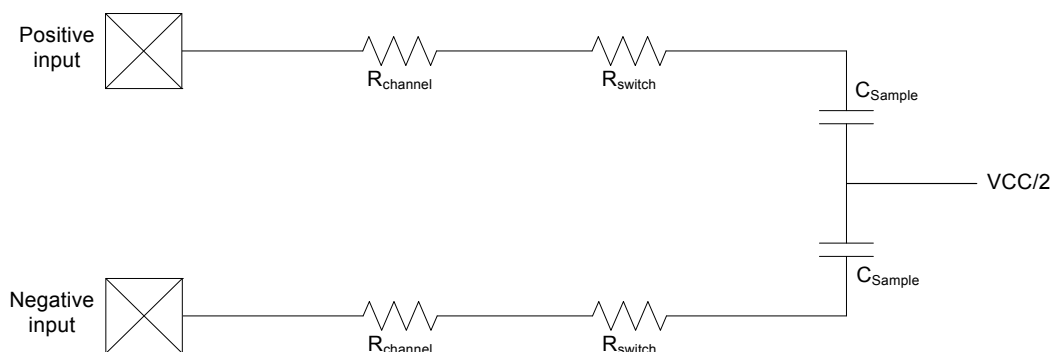 Positive
input
Rchannel
Rswitch
CSample
VCC/2
CSample
Negative
input
Rchannel
Rswitch